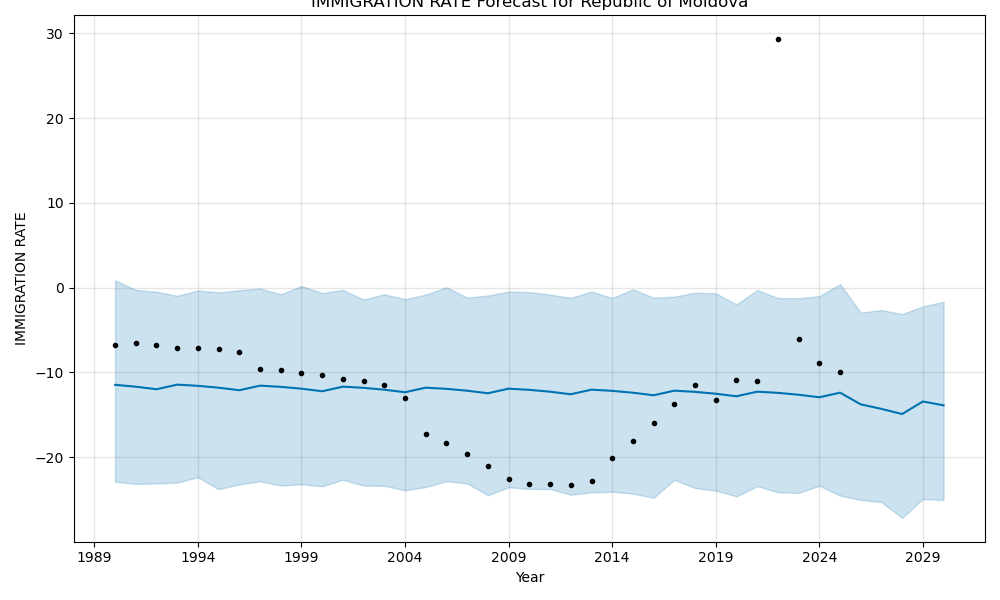 IMMIGRATION RATE Forecast for Republic of Moldova
30
20
10
0
−10
−20
IMMIGRATION RATE
1989 1994 1999 2004 2009 2014 2019 2024 2029
Year